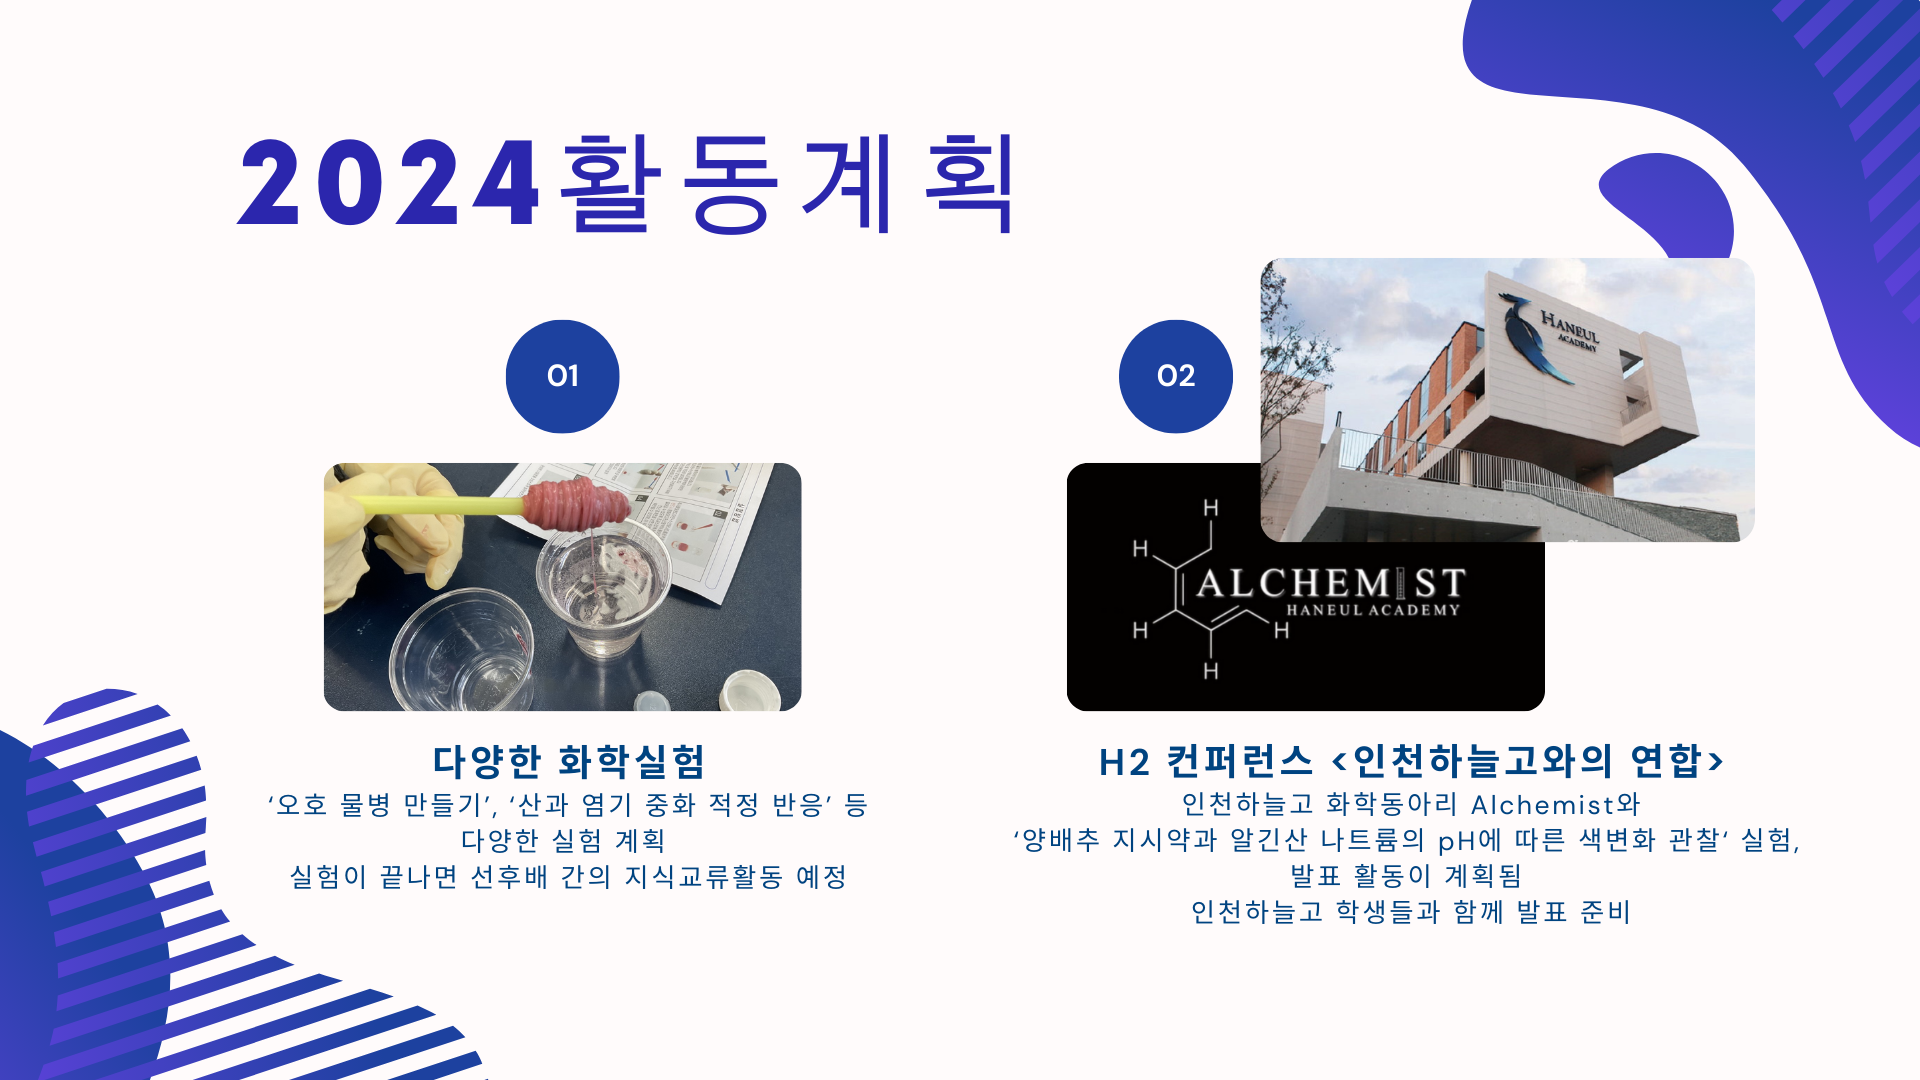 2024활동계획
01
다양한 화학실험
‘오호 물병 만들기’, ‘산과 염기 중화 적정 반응’ 등
다양한 실험 계획
실험이 끝나면 선후배 간의 지식교류활동 예정
02
HANEUL
ACADEMY
H
H
H
H
H
ALCHEMIST
HANEUL ACADEMY
H2 컨퍼런스 <인천하늘고와의 연합>
인천하늘고 화학동아리 Alchemist와
‘양배추 지시약과 알긴산 나트륨의 pH에 따른 색변화 관찰‘ 실험,
발표 활동이 계획됨
인천하늘고 학생들과 함께 발표 준비